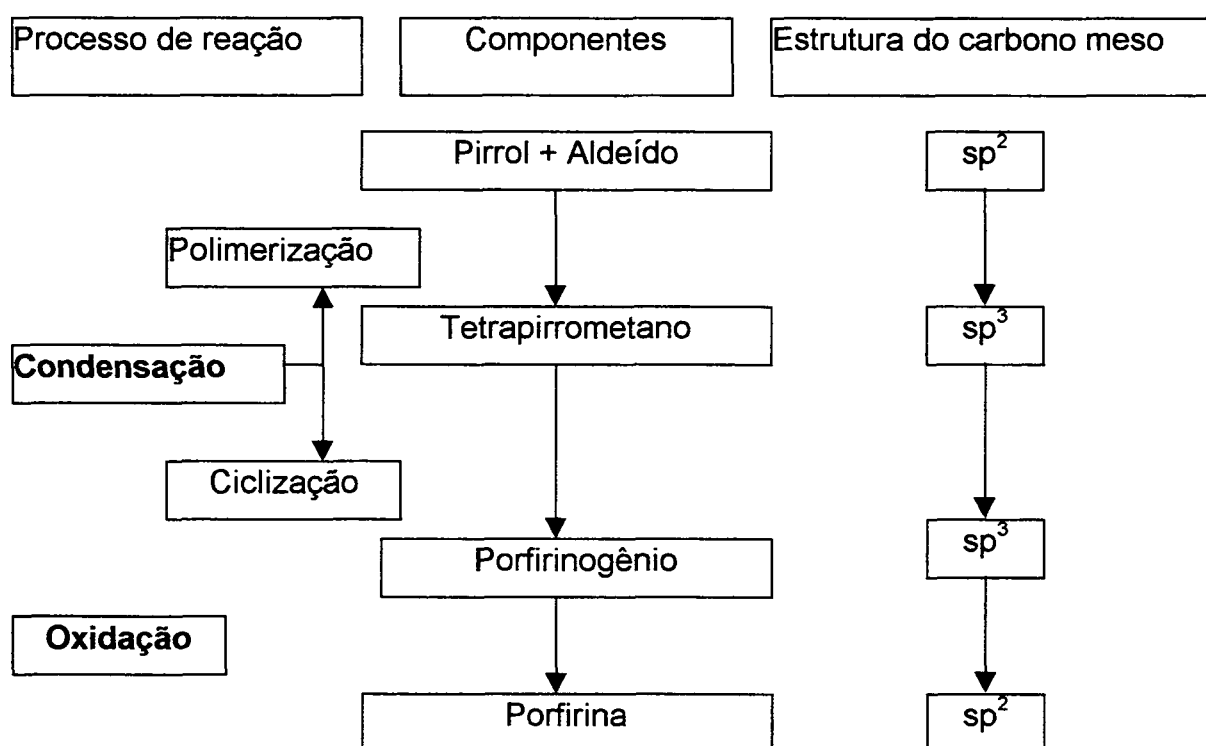 Processo de reação
Componentes
Estrutura do carbono meso
Pirrol + Aldeído
sp²
Polimerização
Tetrapirrometano
sp³
Condensação
Ciclização
sp³
Porfirinogênio
Oxidação
Porfirina
sp²